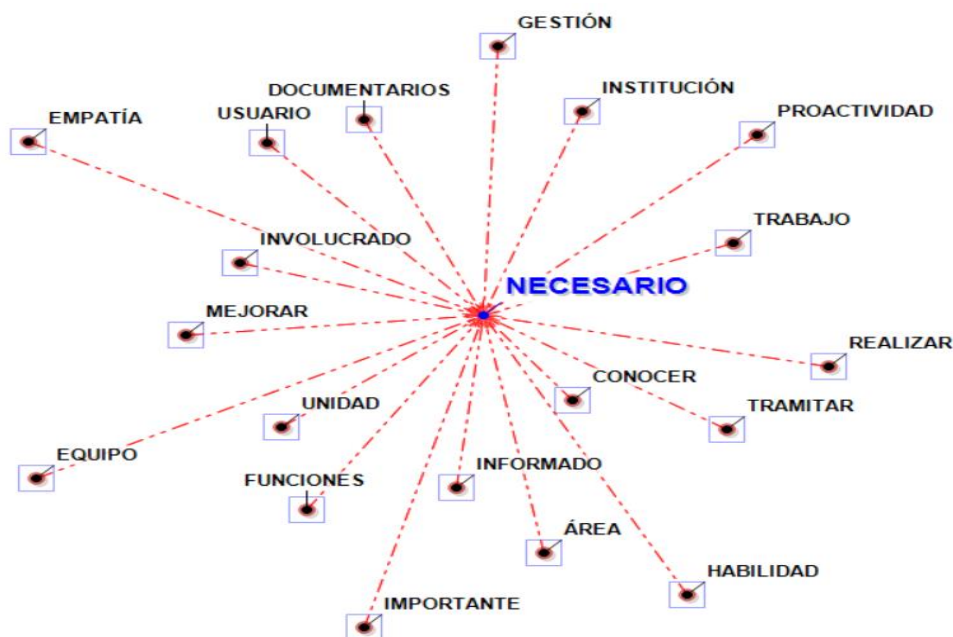 GESTIÓN
DOCUMENTARIOS
INSTITUCIÓN
PROACTIVIDAD
EMPATÍA
USUARIO
TRABAJO
INVOLUCRADO
NECESARIO
MEJORAR
REALIZAR
CONOCER
UNIDAD
TRAMITAR
EQUIPO
INFORMADO
FUNCIONES
ÁREA
HABILIDAD
IMPORTANTE